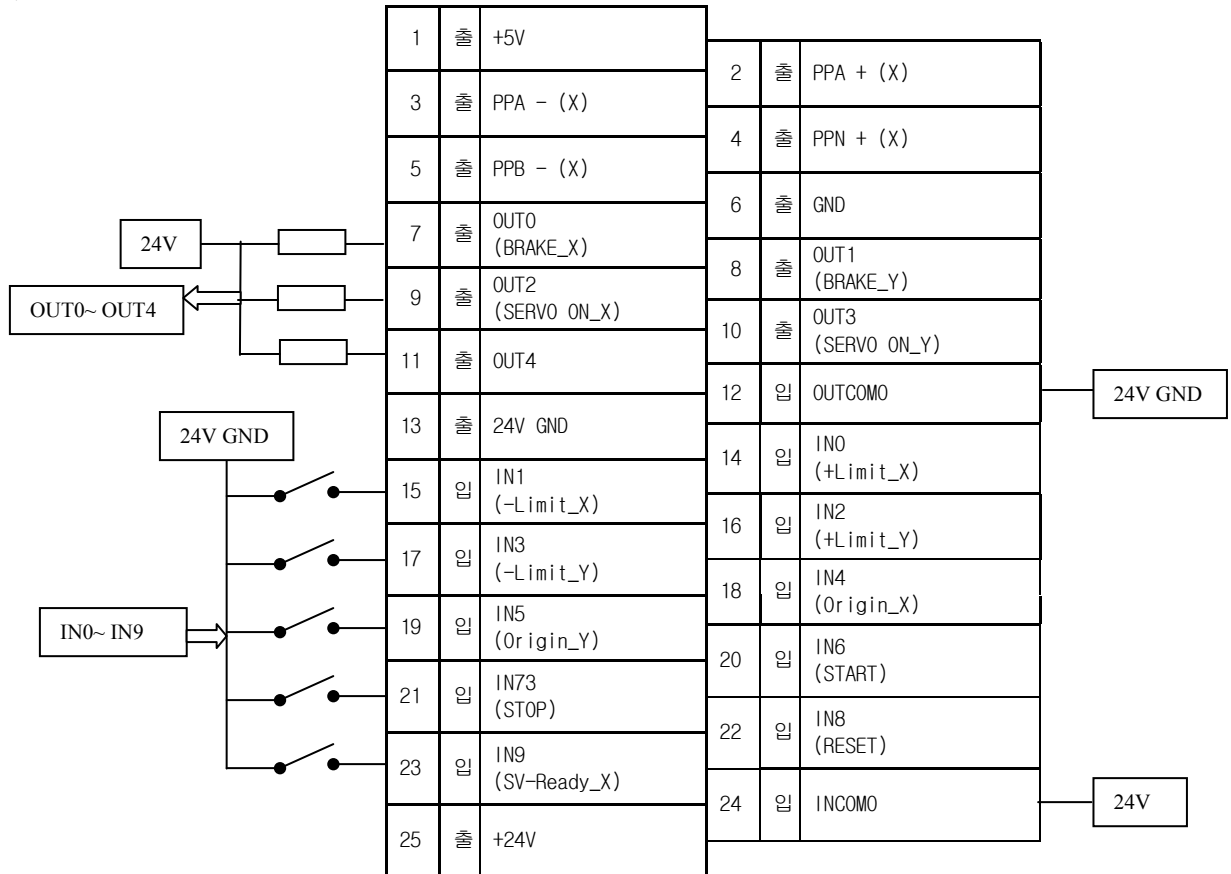 1 출 +5V
2 출 PPA + (X)
3 출 PPA - (X)
4 출 PPN + (X)
5 출 PPB - (X)
6 출 GND
24V
7 출 OUT0
(BRAKE_X)
8 출 OUT1
(BRAKE_Y)
OUT0~ OUT4
9 출 OUT2
(SERVO ON_X)
10 출 OUT3
(SERVO ON_Y)
11 출 OUT4
12 입 OUTCOM0
24V GND
13 출 24V GND
24V GND
14 입 IN0
(+Limit_X)
15 입 IN1
(-Limit_X)
16 입 IN2
(+Limit_Y)
17 입 IN3
(-Limit_Y)
18 입 IN4
(Origin_X)
IN0~ IN9
19 입 IN5
(Origin_Y)
20 입 IN6
(START)
21 입 IN73
(STOP)
22 입 IN8
(RESET)
23 입 IN9
(SV-Ready_X)
24 입 INCOM0
24V
25 출 +24V